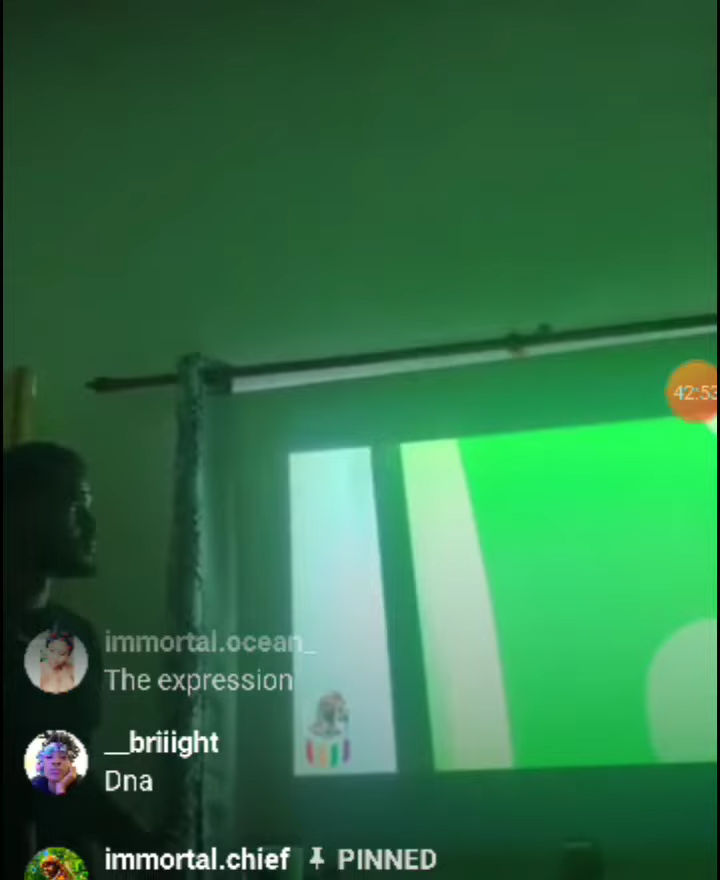 42:53
immortal.ocean_
The expression
__briiight
Dna
immortal.chief PINNED